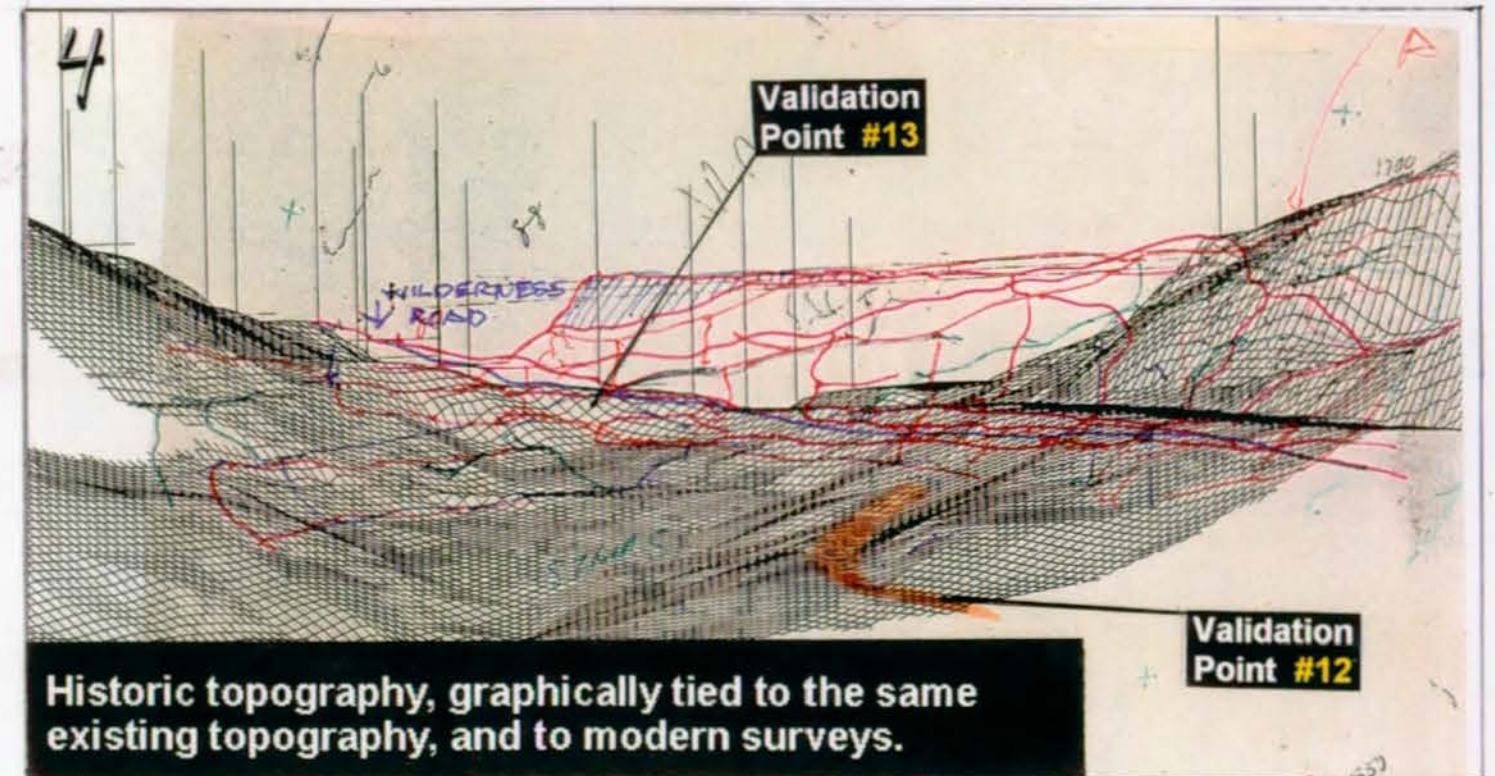 4
Validation
Point #13
A
1700
WILDERNESS
ROAD
Validation
Point #12
Historic topography, graphically tied to the same
existing topography, and to modern surveys.